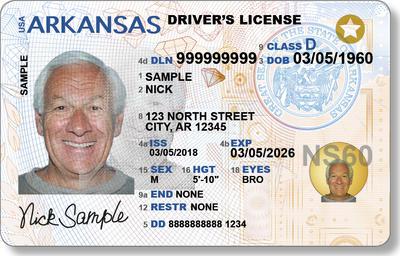 USA ARKANSAS DRIVER'S LICENSE
9 CLASS D
4d DLN 999999999 3 DOB 03/05/1960
SAMPLE
1 SAMPLE
2 NICK
8 123 NORTH STREET
CITY, AR 12345
4a ISS 4b EXP
03/05/2018 03/05/2026
NS60
15 SEX 16 HGT 18 EYES
M 5'-10" BRO
9a END NONE
12 RESTR NONE
5 DD 8888888888 1234
Nick Sample